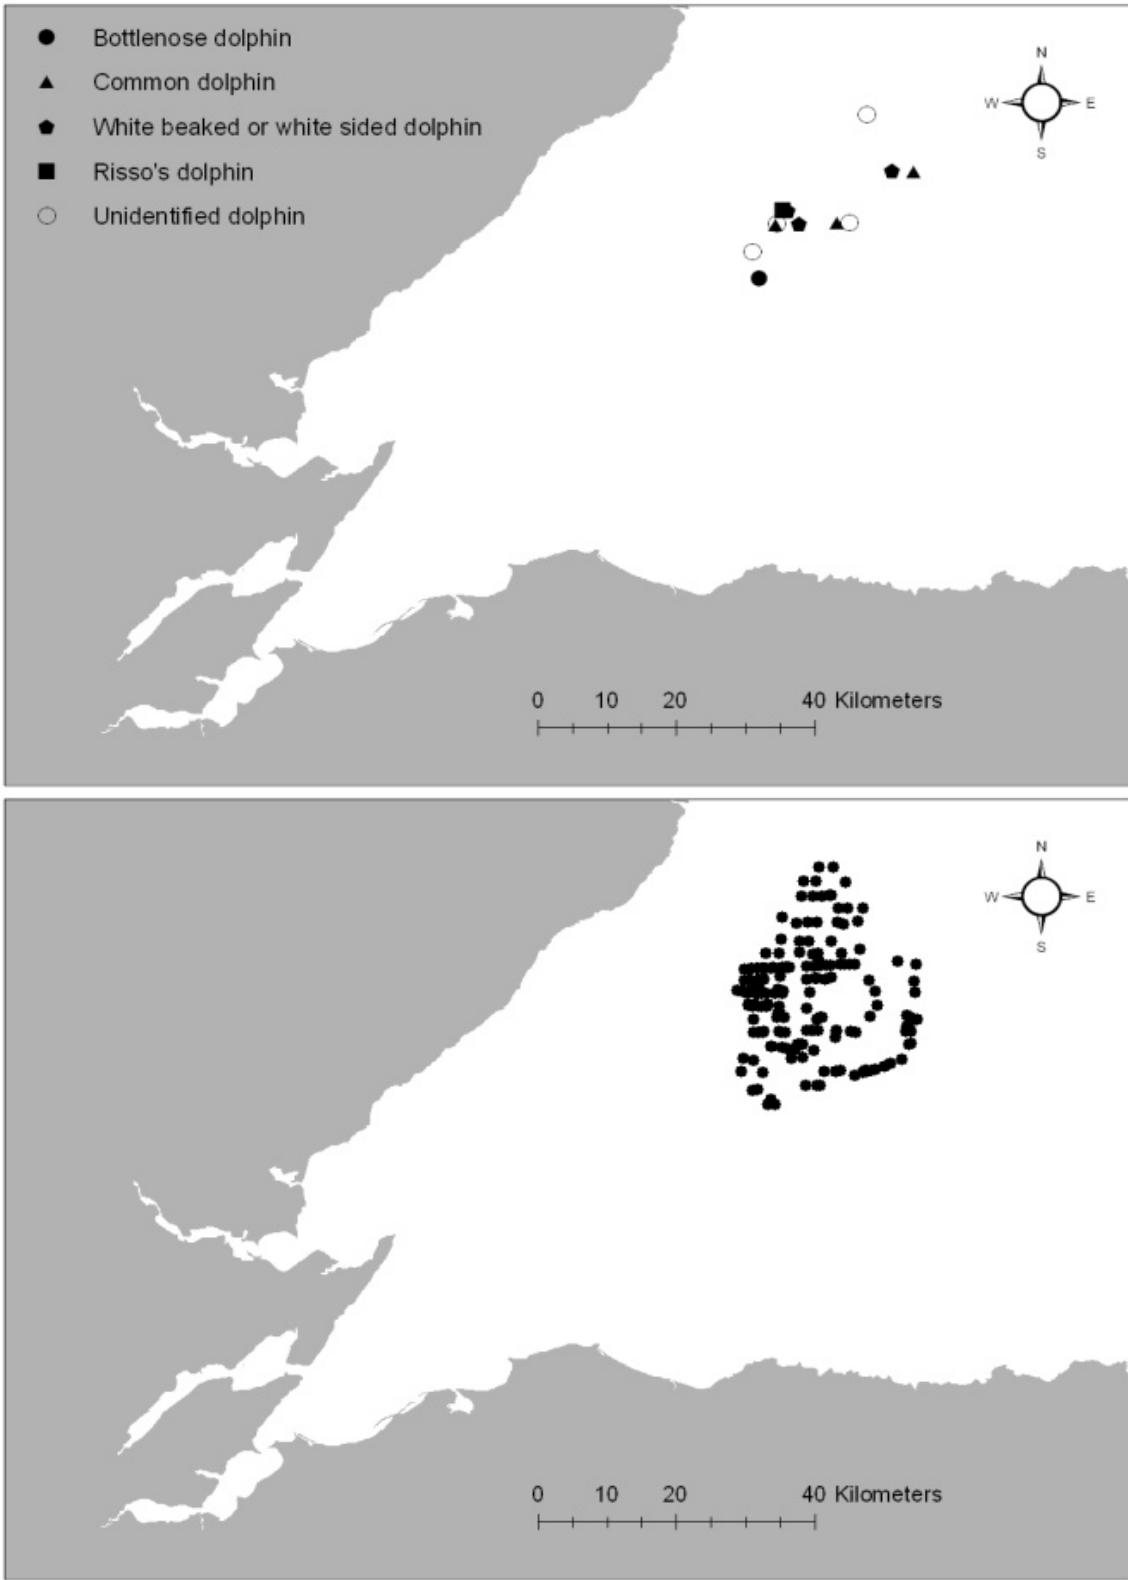 Bottlenose dolphin
Common dolphin
White beaked or white sided dolphin
Risso's dolphin
Unidentified dolphin
N
W E
S
0 10 20 40 Kilometers
N
W E
S
0 10 20 40 Kilometers